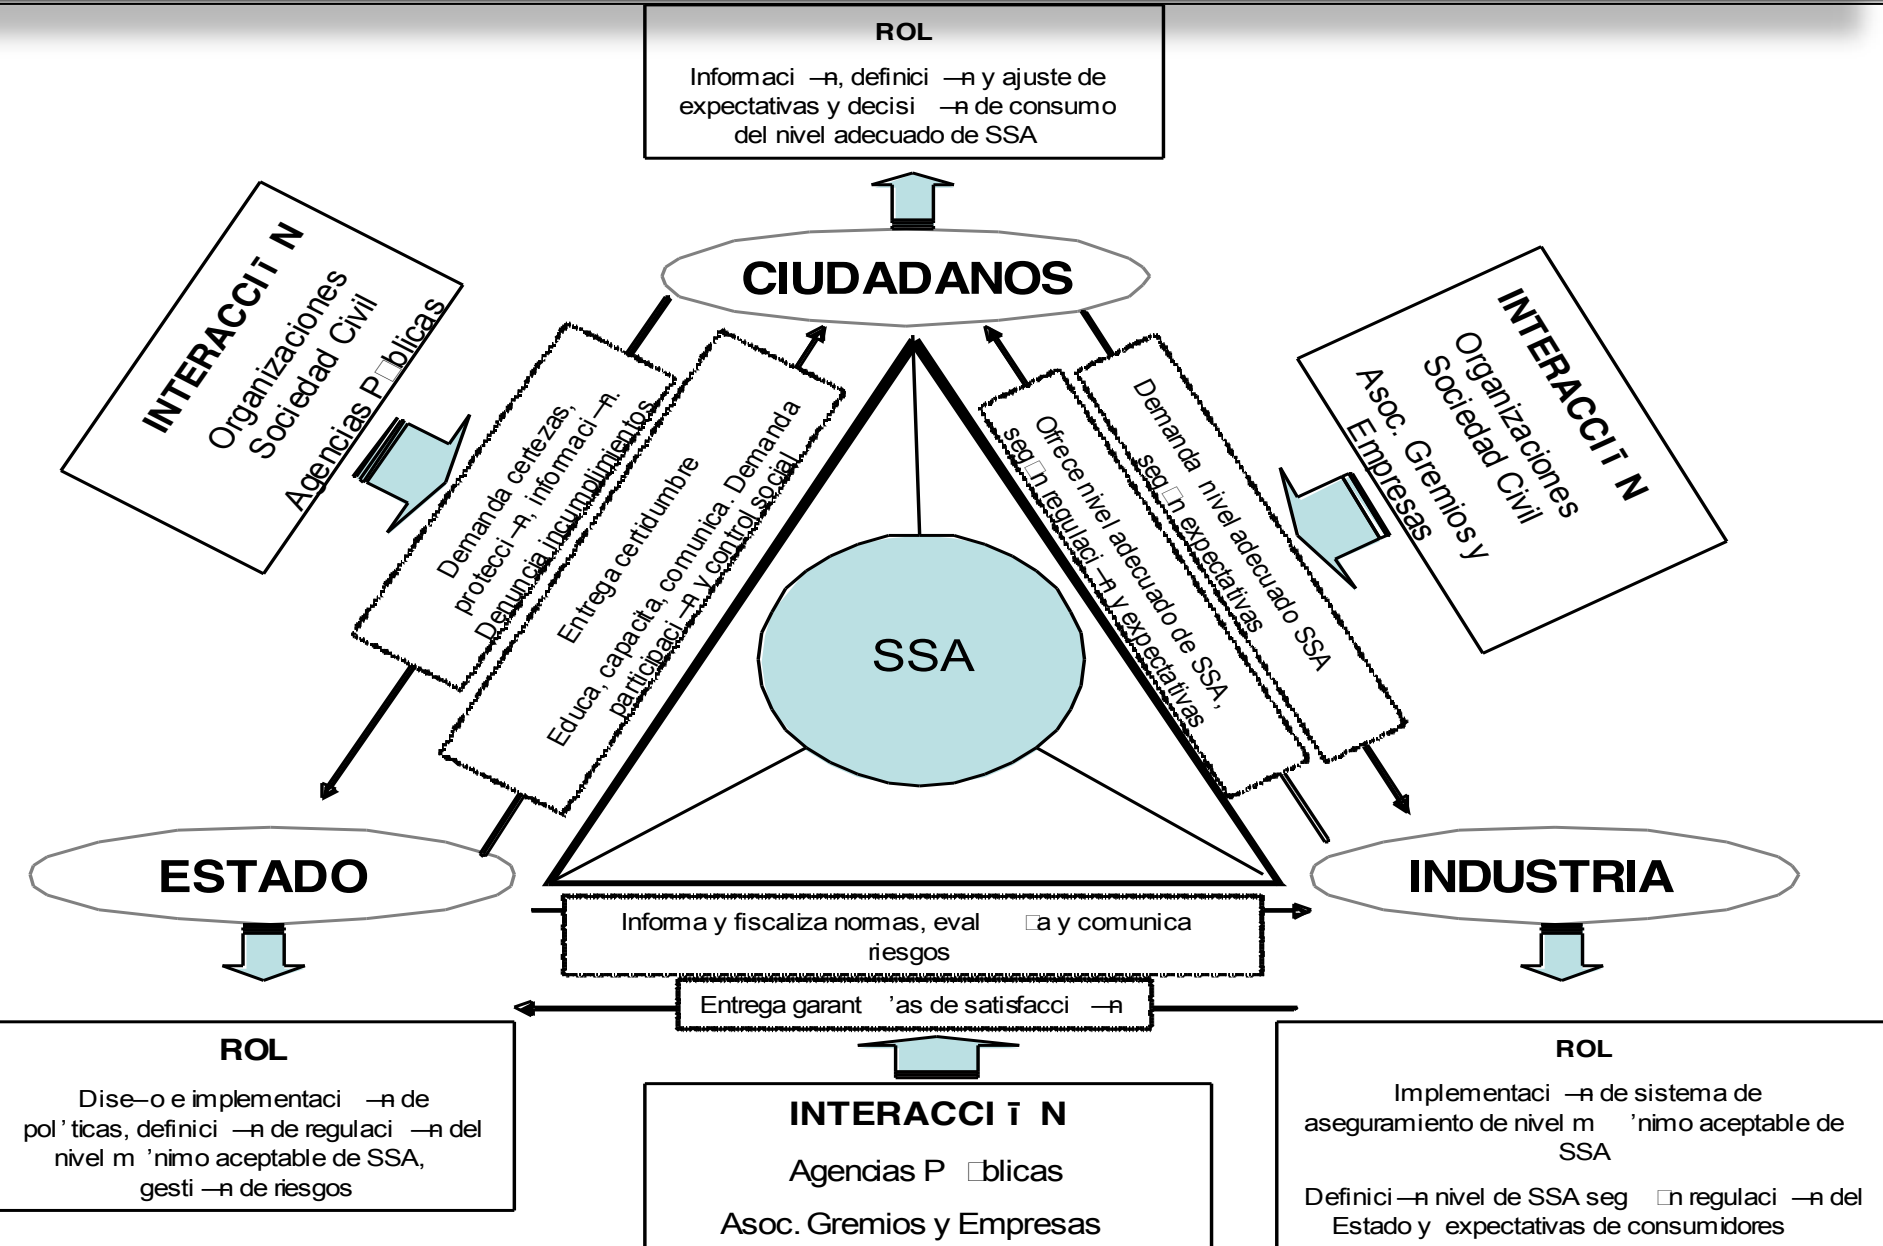 ROL
Informaci —n, definici —n y ajuste de
expectativas y decisi —n de consumo
del nivel adecuado de SSA
CIUDADANOS
INTERACCI ī N
Organizaciones
Sociedad Civil
Agencias P□blicas
INTERACCI ī N
Organizaciones
Sociedad Civil
Asoc. Gremios y
Empresas
Demanda certezas,
protecci —n, informaci —n.
Denuncia incumplimientos
Entrega certidumbre
Educa, capacita, comunica. Demanda
participaci —n y control social
Ofrece nivel adecuado de SSA,
seg□n regulaci —n y expectativas
Demanda nivel adecuado SSA
seg□n expectativas
SSA
ESTADO
INDUSTRIA
Informa y fiscaliza normas, eval □a y comunica
riesgos
Entrega garant 'as de satisfacci —n
ROL
Dise–o e implementaci —n de
pol' ticas, definici —n de regulaci —n del
nivel m 'nimo aceptable de SSA,
gesti —n de riesgos
INTERACCI ī N
Agencias P □blicas
Asoc. Gremios y Empresas
ROL
Implementaci —n de sistema de
aseguramiento de nivel m 'nimo aceptable de
SSA
Definici —n nivel de SSA seg □n regulaci —n del
Estado y expectativas de consumidores